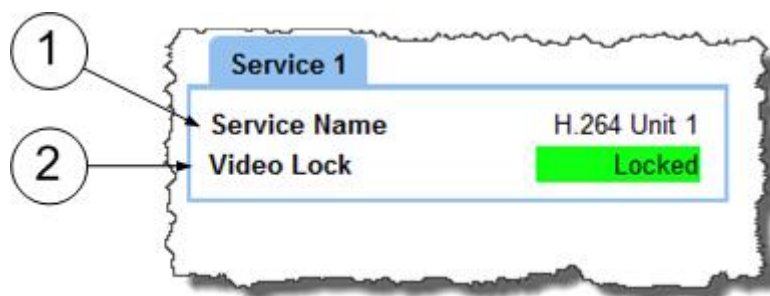 1
Service 1
Service Name H.264 Unit 1
2
Video Lock Locked